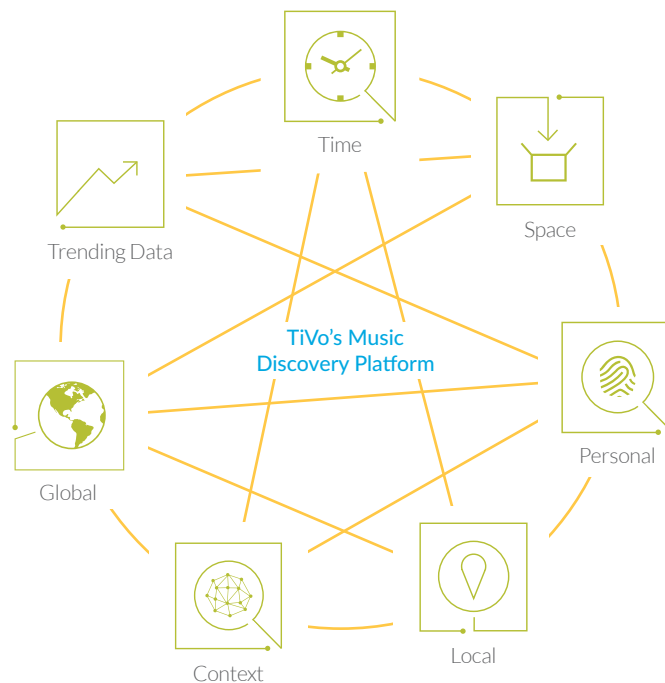 Time
Trending Data
Space
TiVo’s Music
Discovery Platform
Global
Personal
Context
Local